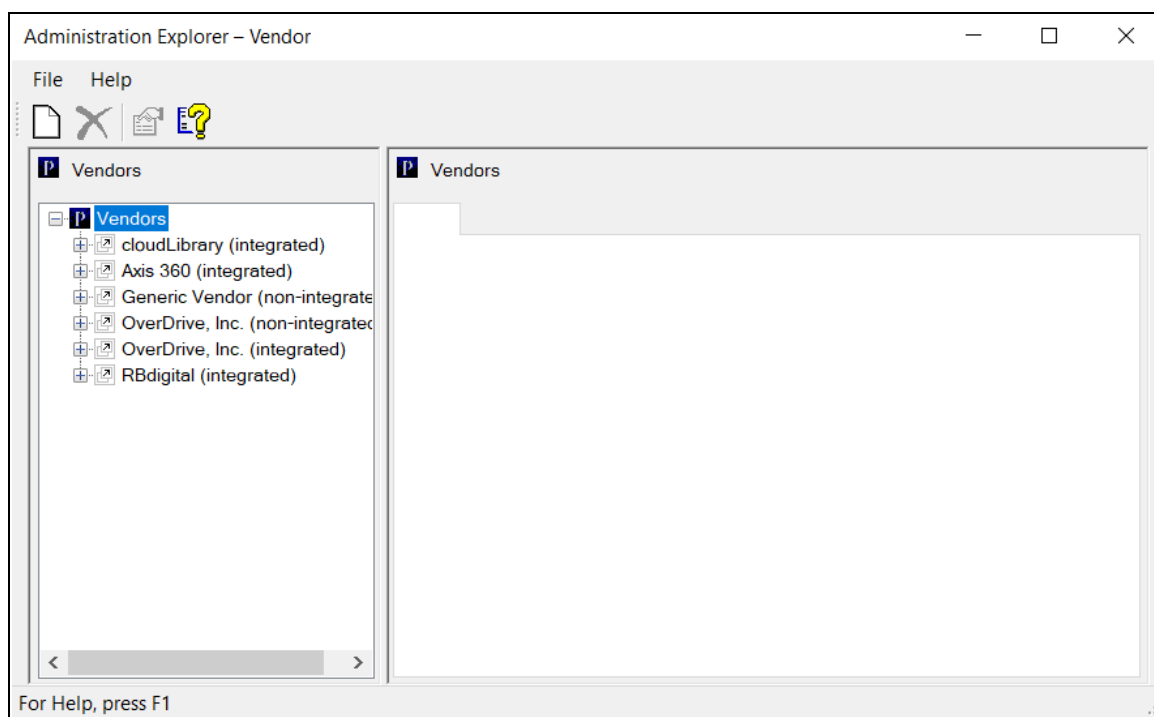 Administration Explorer – Vendor
File Help
Vendors
Vendors
Vendors
cloudLibrary (integrated)
Axis 360 (integrated)
Generic Vendor (non-integrate
OverDrive, Inc. (non-integrated
OverDrive, Inc. (integrated)
RBdigital (integrated)
For Help, press F1